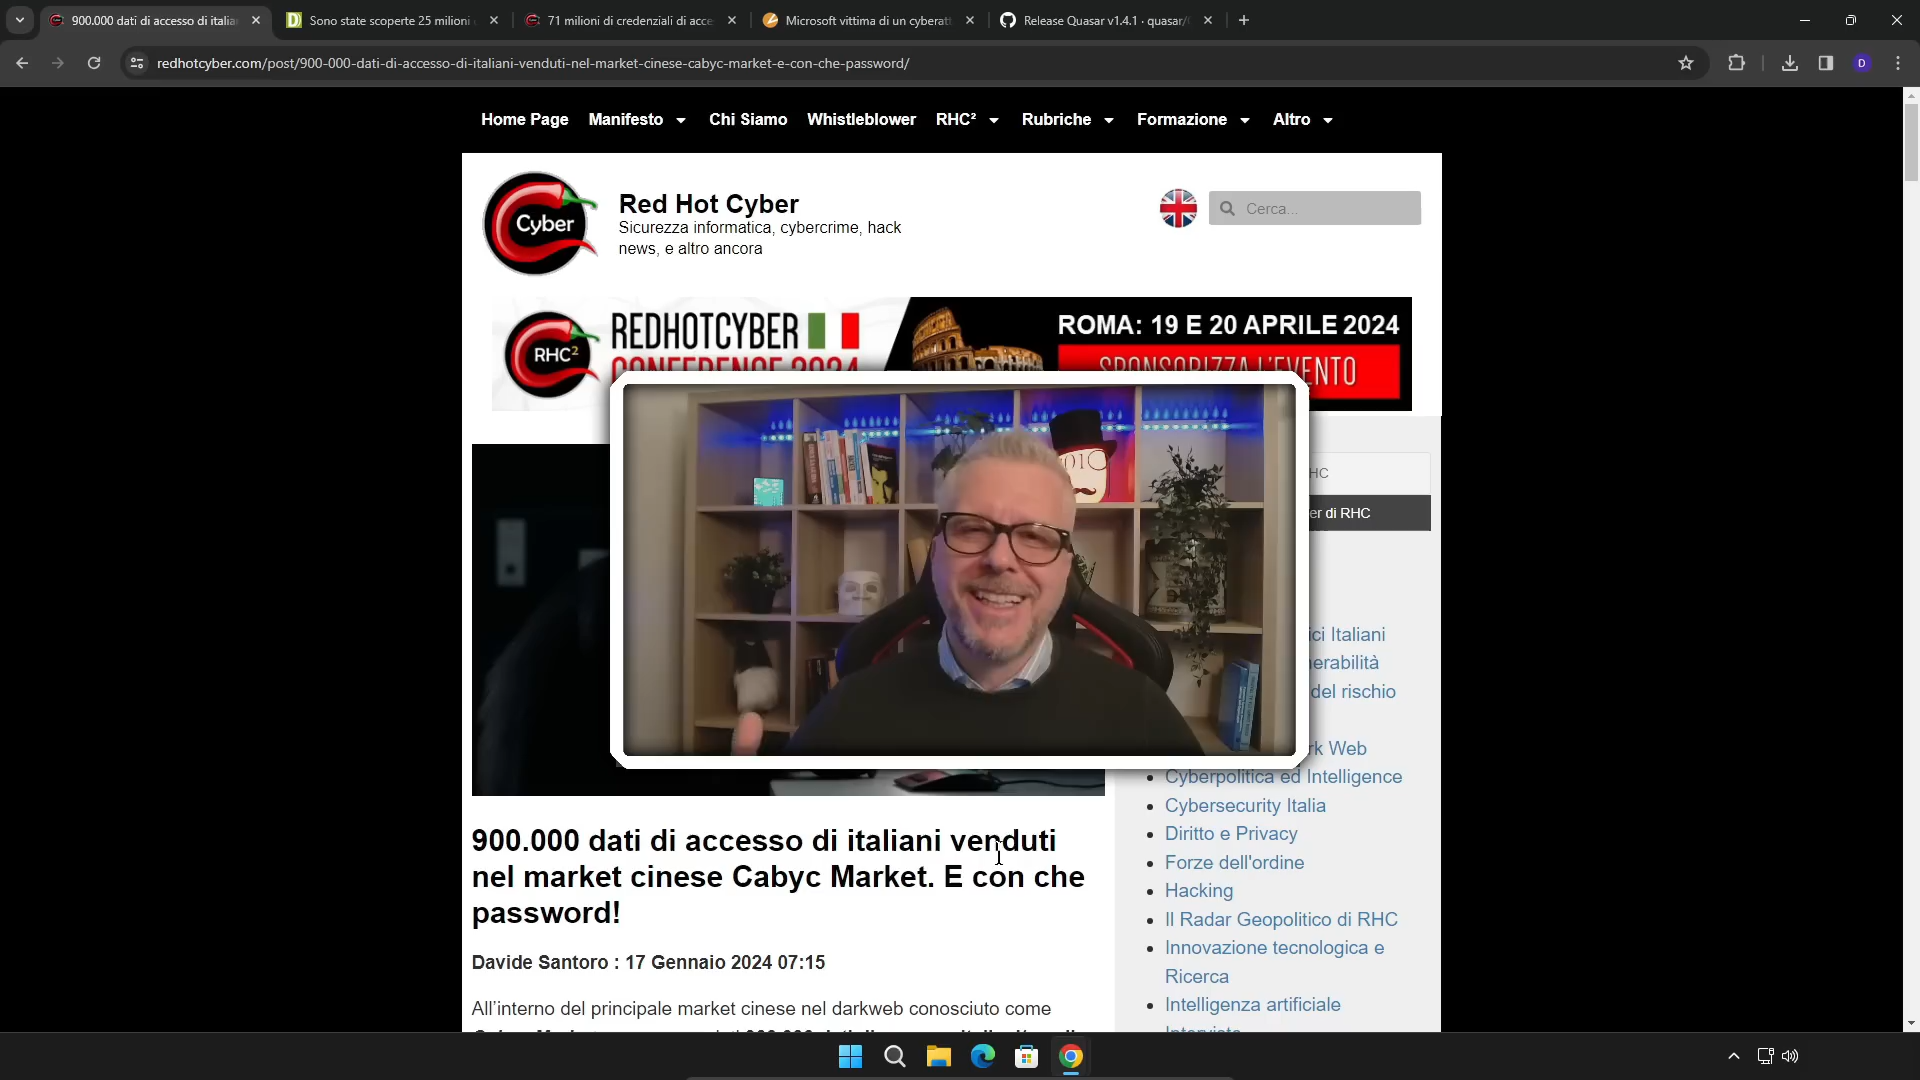 900.000 dati di accesso di italia
Sono state scoperte 25 milioni
71 milioni di credenziali di acce
Microsoft vittima di un cyberat
Release Quasar v1.4.1 · quasar/
redhotcyber.com/post/900-000-dati-di-accesso-di-italiani-venduti-nel-market-cinese-cabyc-market-e-con-che-password/
D
Home Page Manifesto Chi Siamo Whistleblower RHC² Rubriche Formazione Altro
Cyber
Red Hot Cyber
Sicurezza informatica, cybercrime, hack
news, e altro ancora
Cerca...
RHC²
REDHOTCYBER
CONFERENCE 2024
ROMA: 19 E 20 APRILE 2024
SPONSORIZZA L'EVENTO
HC
er di RHC
ici Italiani
nerabilità
del rischio
rk Web
Cyberpolitica ed Intelligence
Cybersecurity Italia
Diritto e Privacy
Forze dell'ordine
Hacking
Il Radar Geopolitico di RHC
Innovazione tecnologica e
Ricerca
Intelligenza artificiale
900.000 dati di accesso di italiani venduti
nel market cinese Cabyc Market. E con che
password!
Davide Santoro : 17 Gennaio 2024 07:15
All'interno del principale market cinese nel darkweb conosciuto come